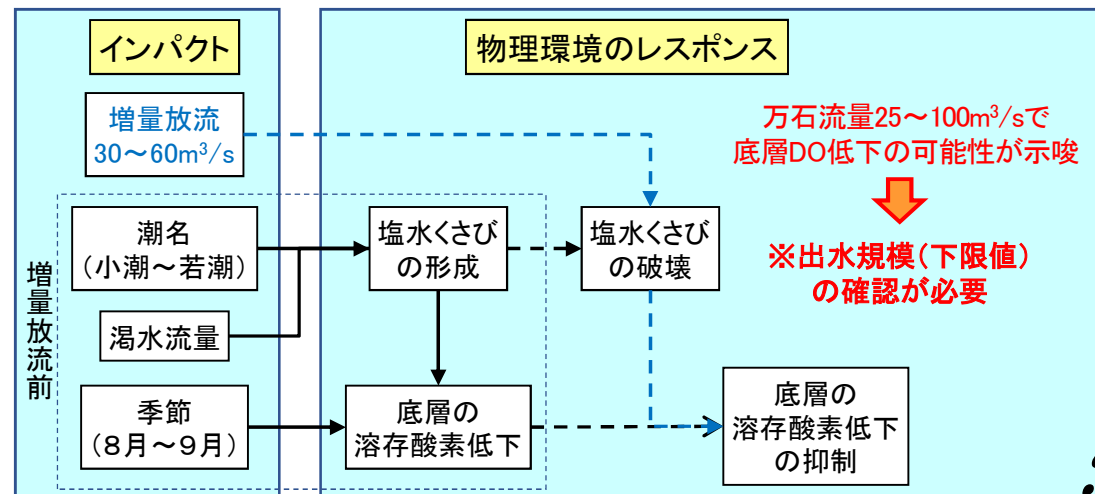 インパクト
物理環境のレスポンス
増量放流
30～60m³/s
万石流量25～100m³/sで
底層DO低下の可能性が示唆
※出水規模(下限値)
の確認が必要
増量放流前
潮名
(小潮～若潮)
塩水くさび
の形成
塩水くさび
の破壊
渇水流量
季節
(8月～9月)
底層の
溶存酸素低下
底層の
溶存酸素低下
の抑制